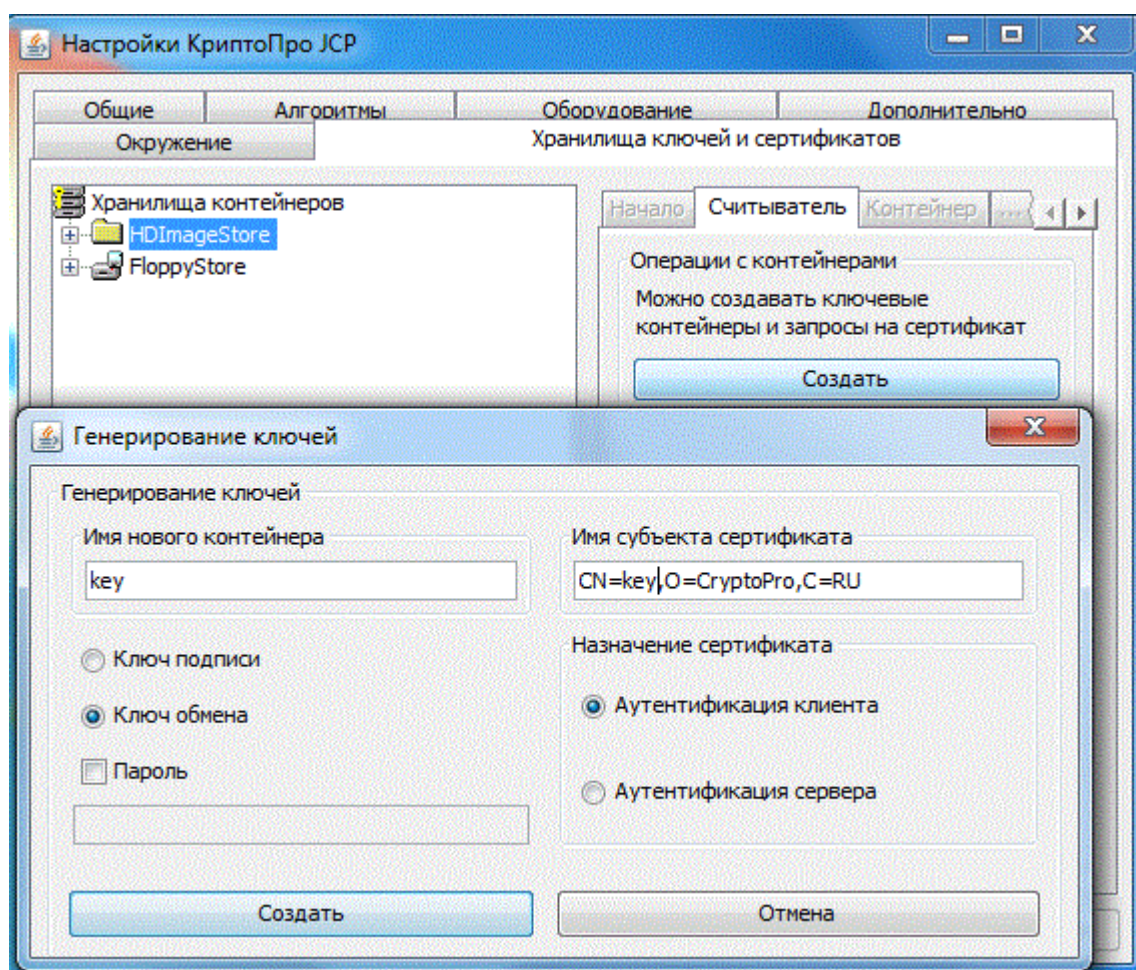 Настройки КриптоПро JCP
Общие
Алгоритмы
Оборудование
Дополнительно
Окружение
Хранилища ключей и сертификатов
Хранилища контейнеров
HDImageStore
FloppyStore
Начало
Считыватель
Контейнер
...
Операции с контейнерами
Можно создавать ключевые
контейнеры и запросы на сертификат
Создать
Генерирование ключей
Генерирование ключей
Имя нового контейнера
key
Имя субъекта сертификата
CN=key,O=CryptoPro,C=RU
Ключ подписи
Ключ обмена
Пароль
Назначение сертификата
Аутентификация клиента
Аутентификация сервера
Создать
Отмена